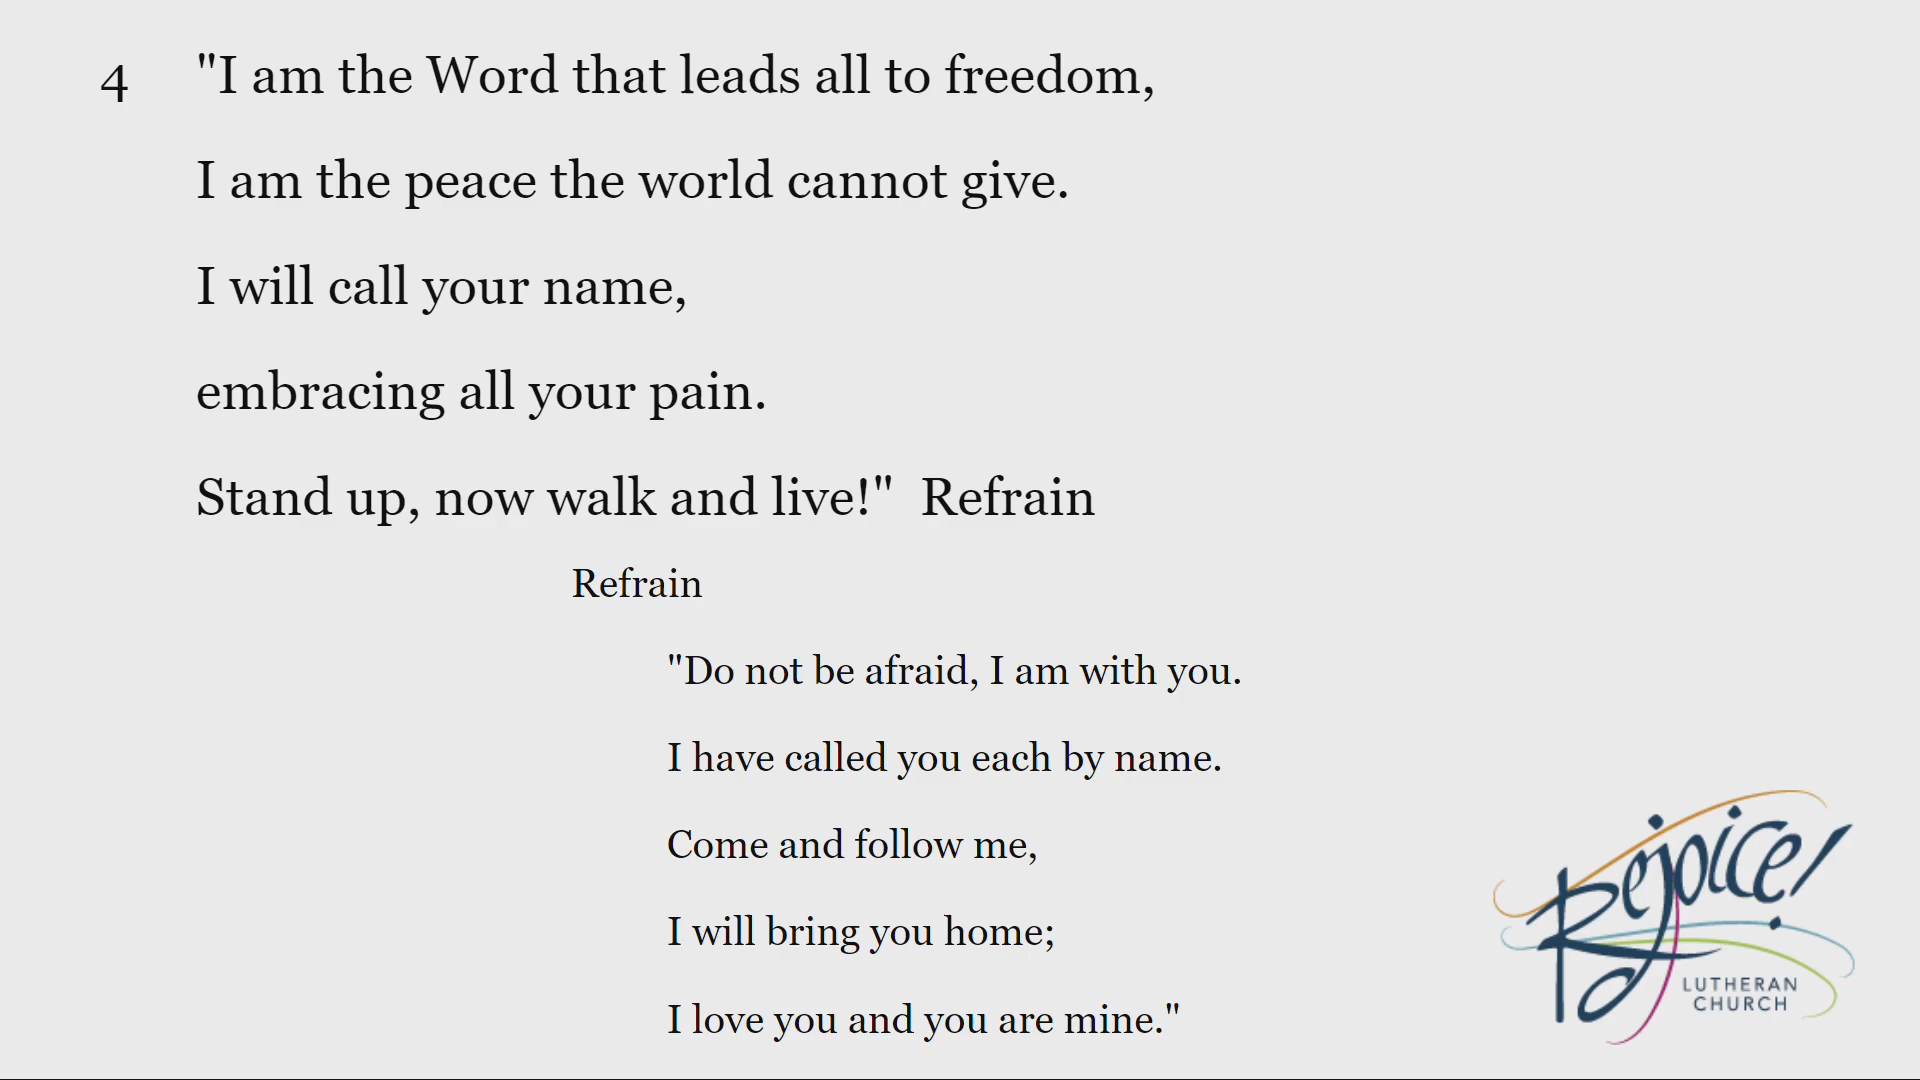 4 "I am the Word that leads all to freedom,
I am the peace the world cannot give.
I will call your name,
embracing all your pain.
Stand up, now walk and live!"  Refrain
Refrain
"Do not be afraid, I am with you.
I have called you each by name.
Come and follow me,
I will bring you home;
I love you and you are mine."
Rejoice!
LUTHERAN
CHURCH